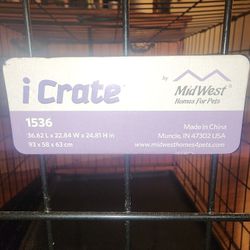 i Crate
by MidWest
Homes for Pets
1536
36.62 L x 22.84 W x 24.81 H in
93 x 58 x 63 cm
Made in China
Muncie, IN 47302 USA
www.midwesthomes4pets.com